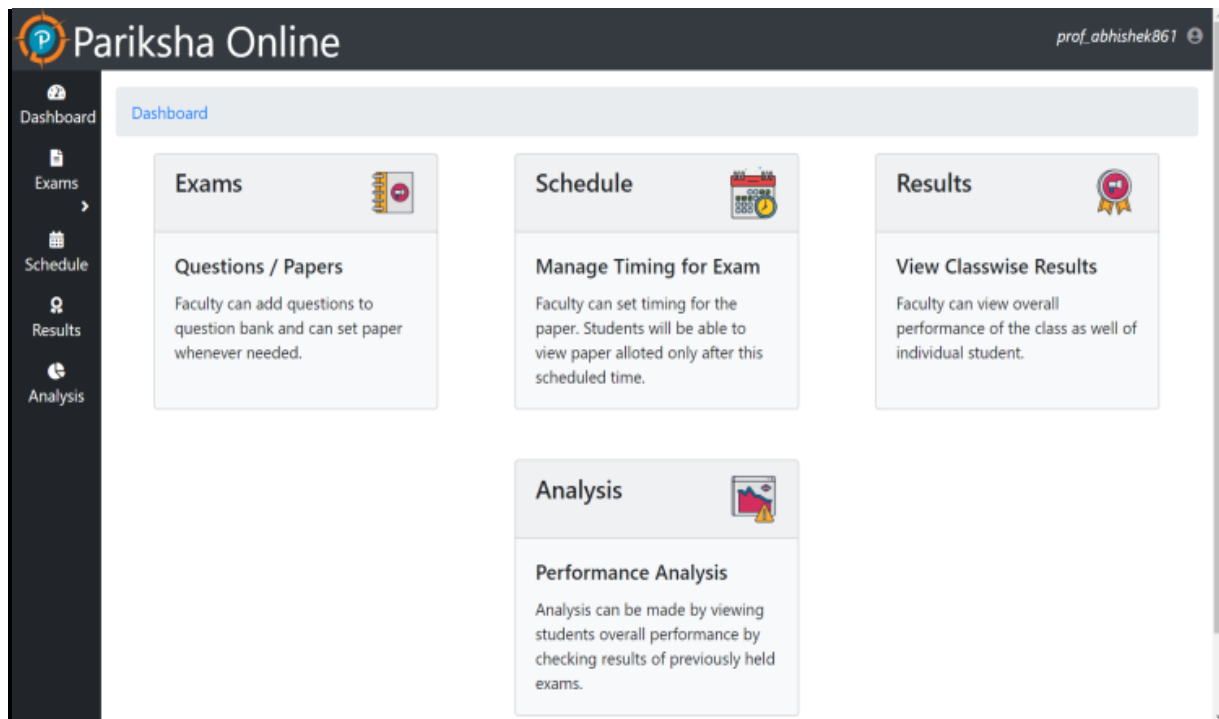 Pariksha Online
prof_abhishek861
Dashboard
Exams
Schedule
Results
Analysis
Dashboard
Exams
Questions / Papers
Faculty can add questions to
question bank and can set paper
whenever needed.
Schedule
Manage Timing for Exam
Faculty can set timing for the
paper. Students will be able to
view paper alloted only after this
scheduled time.
Results
View Classwise Results
Faculty can view overall
performance of the class as well of
individual student.
Analysis
Performance Analysis
Analysis can be made by viewing
students overall performance by
checking results of previously held
exams.